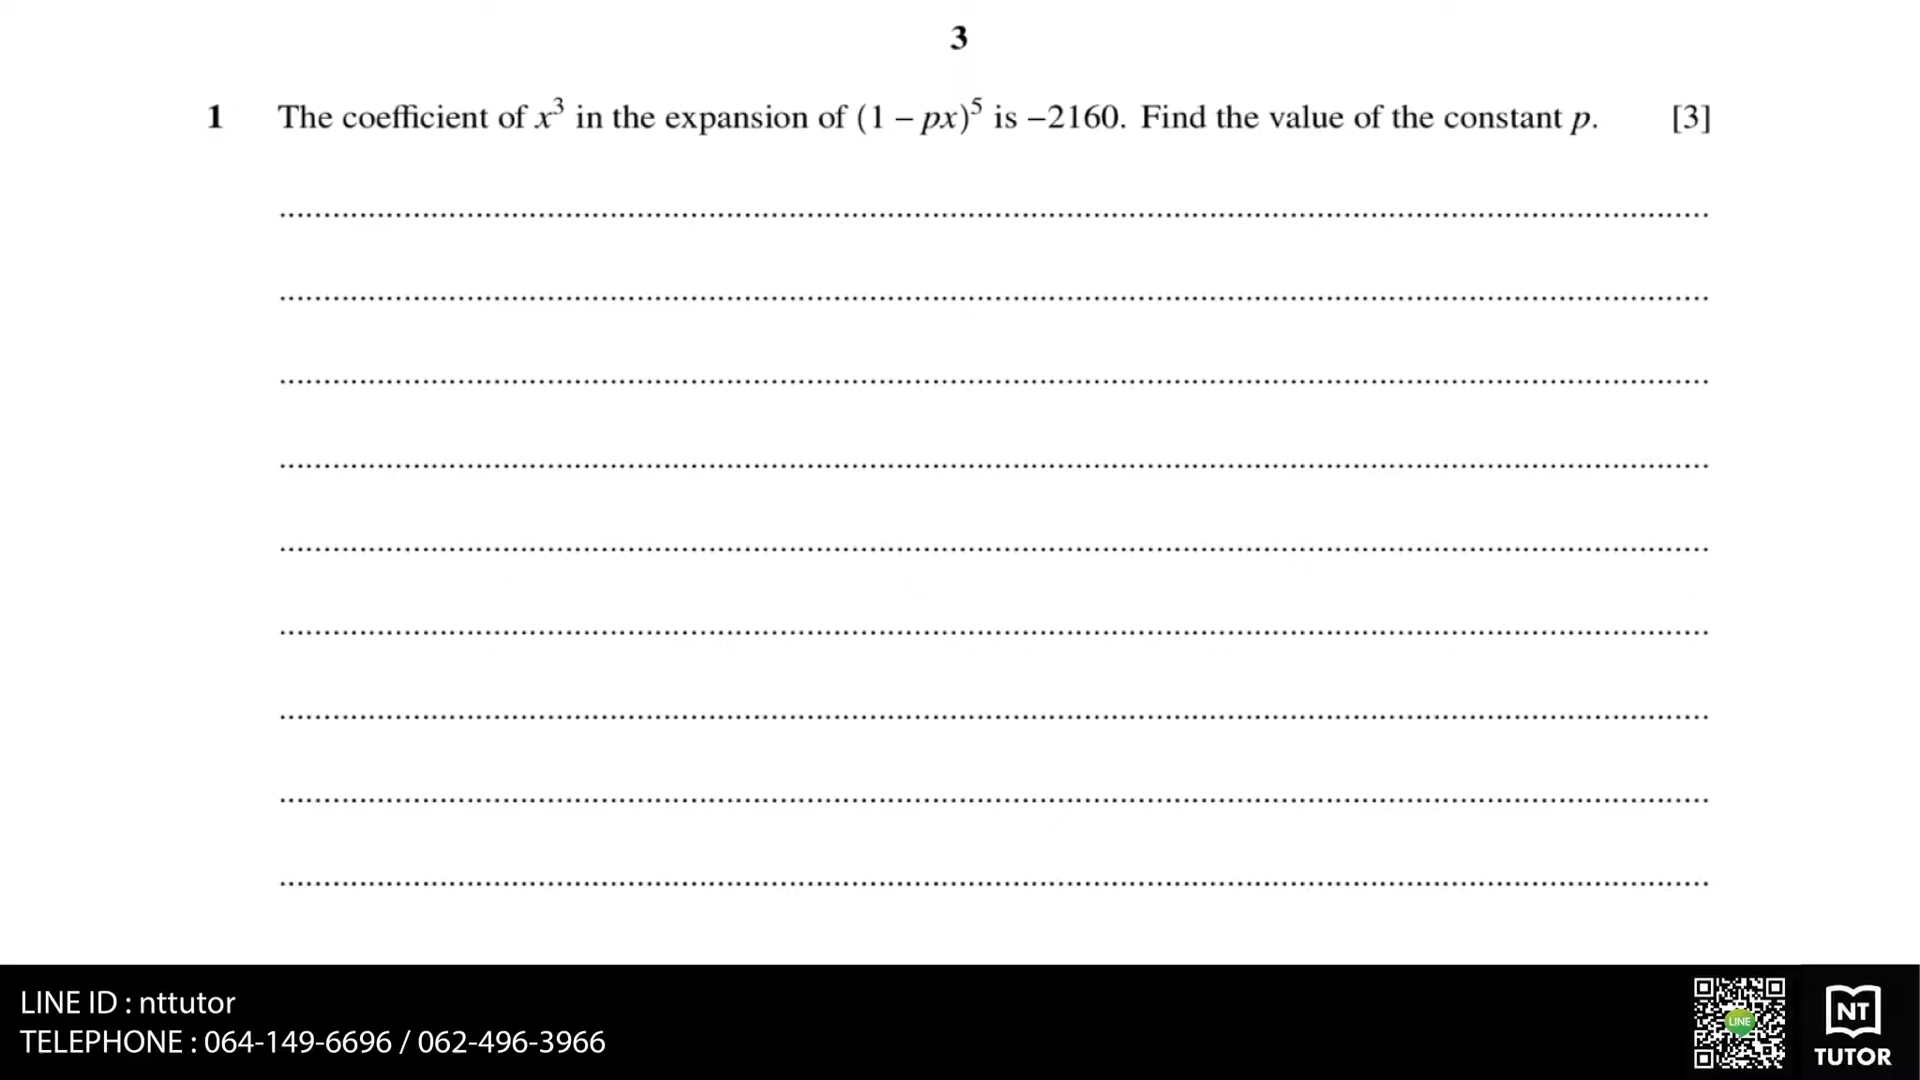 3
1 The coefficient of x³ in the expansion of (1 – px)⁵ is –2160. Find the value of the constant p. [3]
LINE ID : nttutor
TELEPHONE : 064-149-6696 / 062-496-3966
LINE
NT
TUTOR